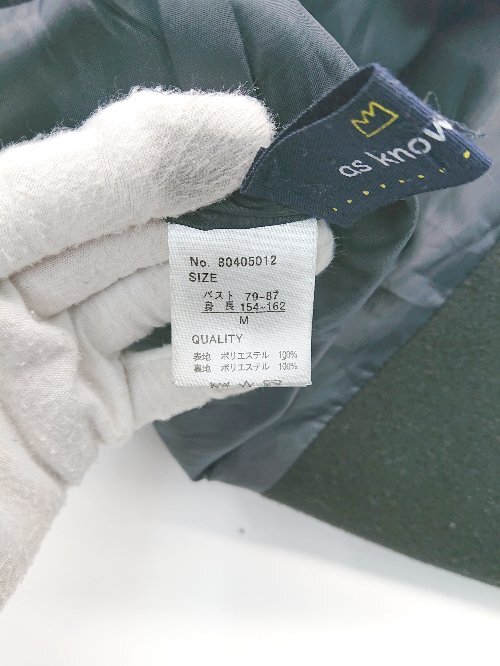 as know
No. 80405012
SIZE
バスト 79-87
身 長 154-162
M
QUALITY
表地 ポリエステル 100%
裏地 ポリエステル 100%